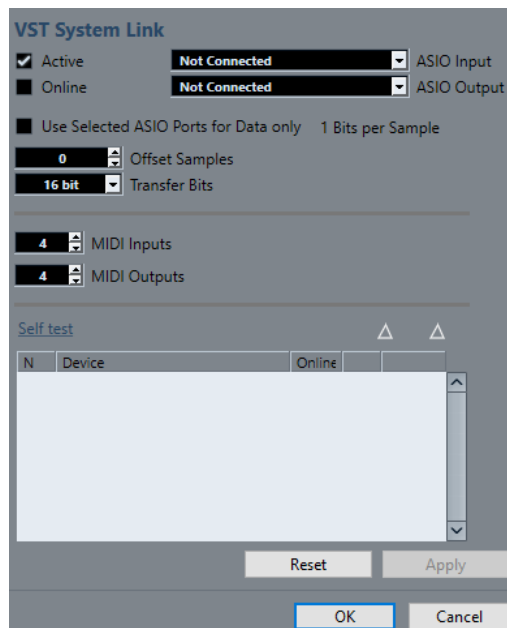 VST System Link
Active Not Connected ASIO Input
Online Not Connected ASIO Output
Use Selected ASIO Ports for Data only 1 Bits per Sample
0 Offset Samples
16 bit Transfer Bits
4 MIDI Inputs
4 MIDI Outputs
Self test
N Device Online
Reset Apply
OK Cancel